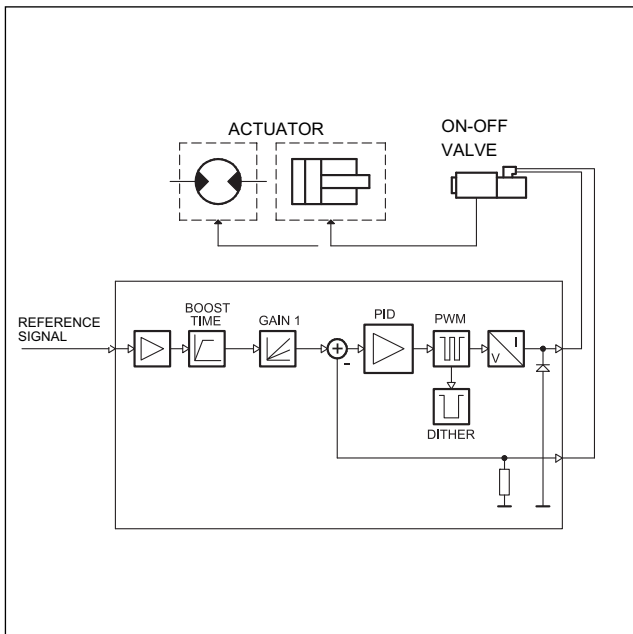 ACTUATOR
ON-OFF
VALVE
REFERENCE
SIGNAL
BOOST
TIME
GAIN 1
PID
PWM
+
-
V
I
DITHER